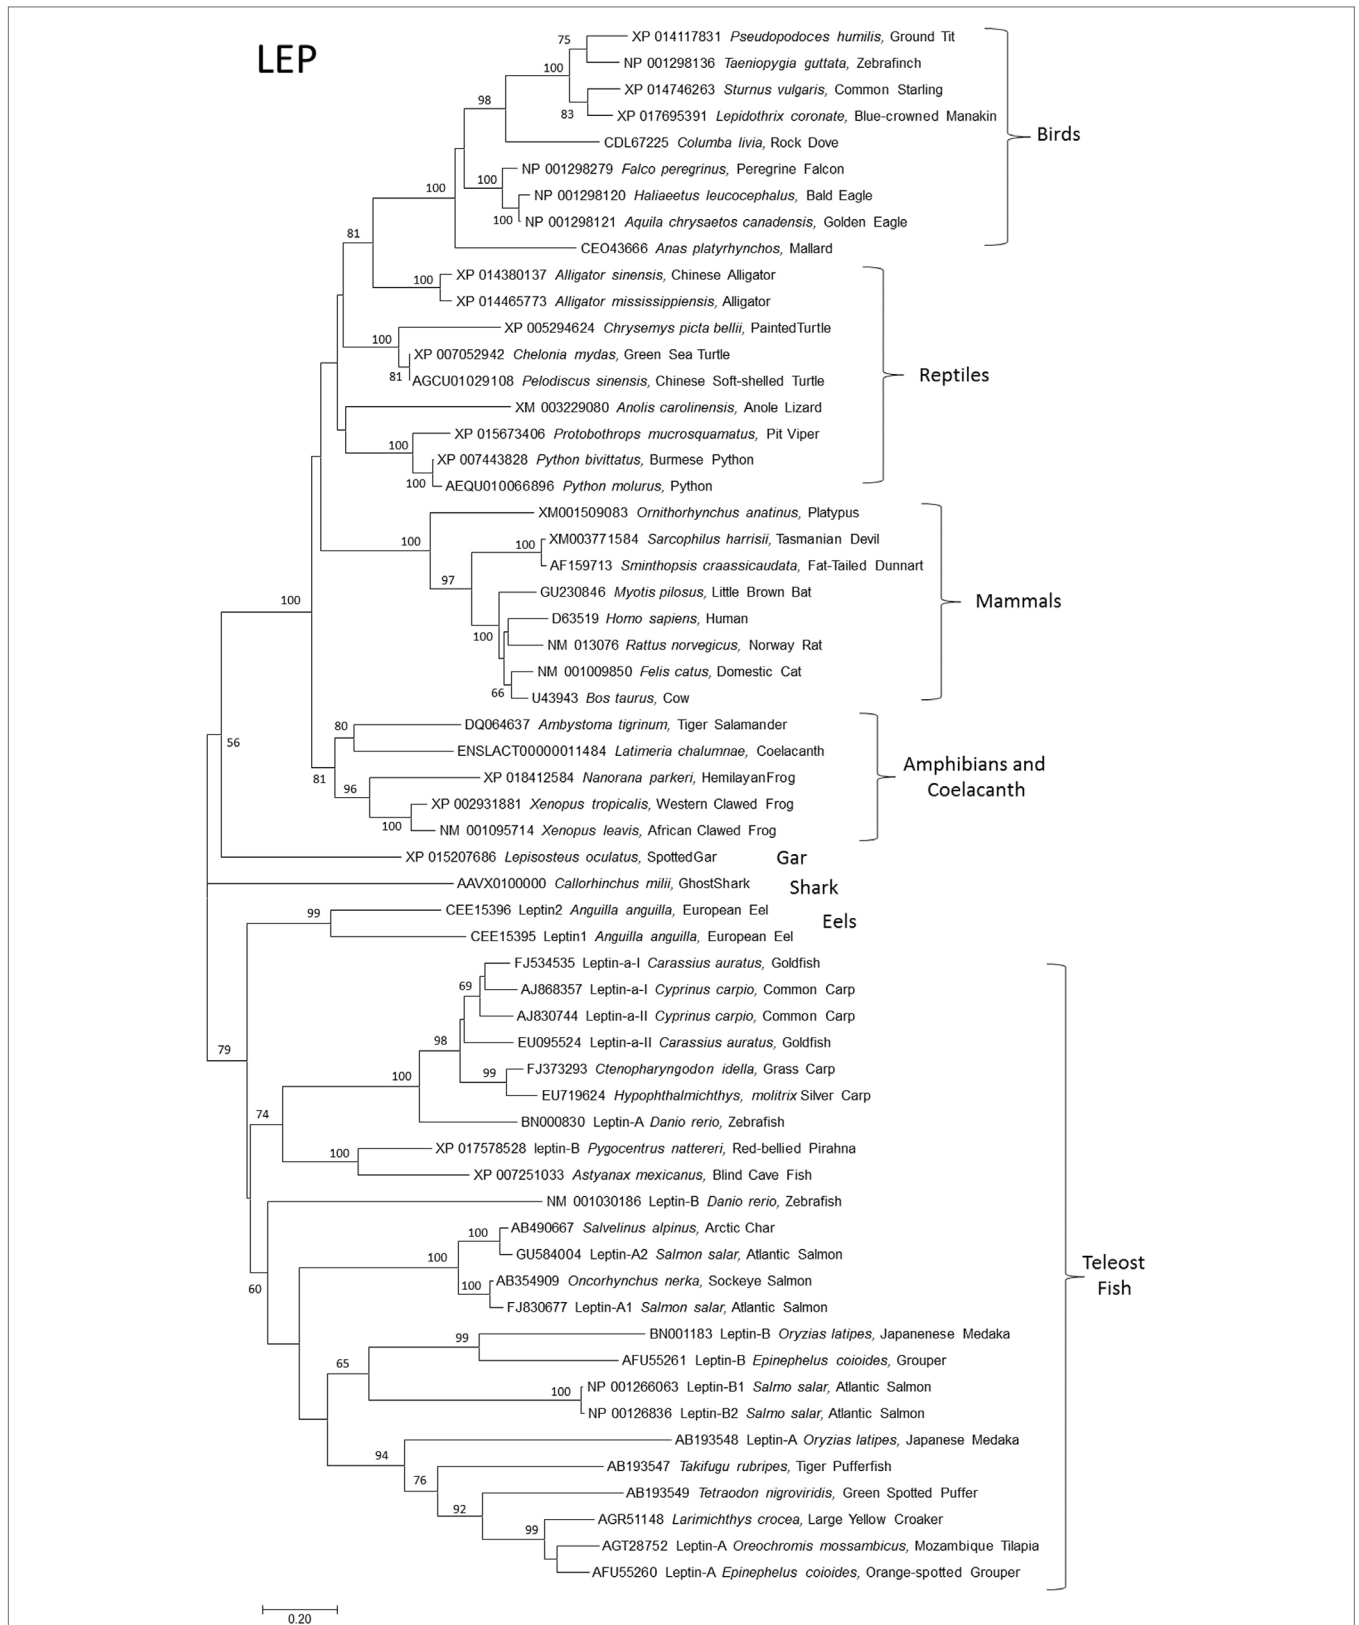 LEP
75
XP 014117831 Pseudopodoces humilis, Ground Tit
NP 001298136 Taeniopygia guttata, Zebrafinch
100
XP 014746263 Sturnus vulgaris, Common Starling
98
83
XP 017695391 Lepidothrix coronate, Blue-crowned Manakin
Birds
CDL67225 Columba livia, Rock Dove
NP 001298279 Falco peregrinus, Peregrine Falcon
100
100
NP 001298120 Haliaeetus leucocephalus, Bald Eagle
100
NP 001298121 Aquila chrysaetos canadensis, Golden Eagle
81
CEO43666 Anas platyrhynchos, Mallard
XP 014380137 Alligator sinensis, Chinese Alligator
100
XP 014465773 Alligator mississippiensis, Alligator
XP 005294624 Chrysemys picta bellii, PaintedTurtle
100
XP 007052942 Chelonia mydas, Green Sea Turtle
81
AGCU01029108 Pelodiscus sinensis, Chinese Soft-shelled Turtle
Reptiles
XM 003229080 Anolis carolinensis, Anole Lizard
XP 015673406 Protobothrops mucrosquamatus, Pit Viper
100
XP 007443828 Python bivittatus, Burmese Python
100
AEQU010066896 Python molurus, Python
XM001509083 Ornithorhynchus anatinus, Platypus
100
100
XM003771584 Sarcophilus harrisii, Tasmanian Devil
AF159713 Sminthopsis craassicaudata, Fat-Tailed Dunnart
97
GU230846 Myotis pilosus, Little Brown Bat
100
Mammals
D63519 Homo sapiens, Human
100
NM 013076 Rattus norvegicus, Norway Rat
NM 001009850 Felis catus, Domestic Cat
66
U43943 Bos taurus, Cow
80
DQ064637 Ambystoma tigrinum, Tiger Salamander
56
ENSLACT00000011484 Latimeria chalumnae, Coelacanth
81
XP 018412584 Nanorana parkeri, HemilayanFrog
Amphibians and
Coelacanth
96
XP 002931881 Xenopus tropicalis, Western Clawed Frog
100
NM 001095714 Xenopus leavis, African Clawed Frog
XP 015207686 Lepisosteus oculatus, SpottedGar
Gar
AAVX0100000 Callorhinchus milii, GhostShark
Shark
99
CEE15396 Leptin2 Anguilla anguilla, European Eel
Eels
CEE15395 Leptin1 Anguilla anguilla, European Eel
FJ534535 Leptin-a-I Carassius auratus, Goldfish
69
AJ868357 Leptin-a-I Cyprinus carpio, Common Carp
AJ830744 Leptin-a-II Cyprinus carpio, Common Carp
98
EU095524 Leptin-a-II Carassius auratus, Goldfish
79
99
FJ373293 Ctenopharyngodon idella, Grass Carp
100
EU719624 Hypophthalmichthys, molitrix Silver Carp
74
BN000830 Leptin-A Danio rerio, Zebrafish
100
XP 017578528 leptin-B Pygocentrus nattereri, Red-bellied Pirahna
XP 007251033 Astyanax mexicanus, Blind Cave Fish
NM 001030186 Leptin-B Danio rerio, Zebrafish
100
AB490667 Salvelinus alpinus, Arctic Char
100
GU584004 Leptin-A2 Salmon salar, Atlantic Salmon
Teleost
Fish
60
100
AB354909 Oncorhynchus nerka, Sockeye Salmon
FJ830677 Leptin-A1 Salmon salar, Atlantic Salmon
99
BN001183 Leptin-B Oryzias latipes, Japanenese Medaka
65
AFU55261 Leptin-B Epinephelus coioides, Grouper
100
NP 001266063 Leptin-B1 Salmo salar, Atlantic Salmon
NP 00126836 Leptin-B2 Salmo salar, Atlantic Salmon
94
AB193548 Leptin-A Oryzias latipes, Japanese Medaka
76
AB193547 Takifugu rubripes, Tiger Pufferfish
92
AB193549 Tetraodon nigroviridis, Green Spotted Puffer
99
AGR51148 Larimichthys crocea, Large Yellow Croaker
AGT28752 Leptin-A Oreochromis mossambicus, Mozambique Tilapia
AFU55260 Leptin-A Epinephelus coioides, Orange-spotted Grouper
0.20